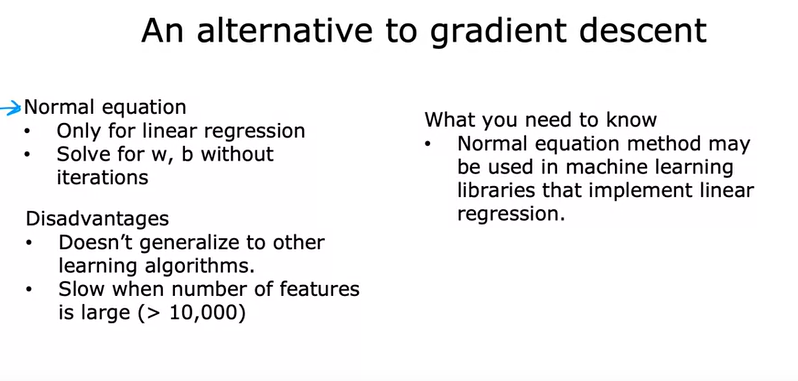 An alternative to gradient descent
Normal equation
• Only for linear regression
• Solve for w, b without
iterations
Disadvantages
• Doesn't generalize to other
learning algorithms.
• Slow when number of features
is large (> 10,000)
What you need to know
• Normal equation method may
be used in machine learning
libraries that implement linear
regression.